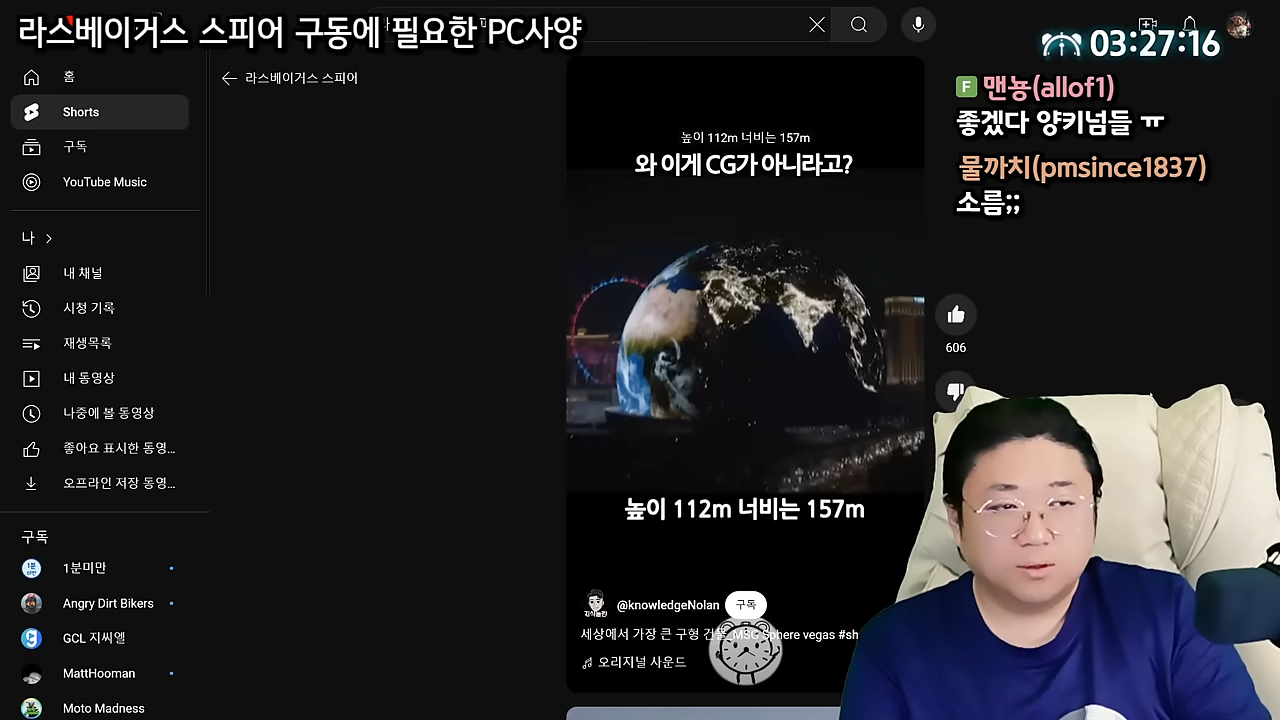 라스베이거스 스피어 구동에 필요한 PC사양
03:27:16
홈
Shorts
구독
YouTube Music
나
내 채널
시청 기록
재생목록
내 동영상
나중에 볼 동영상
좋아요 표시한 동영...
오프라인 저장 동영...
구독
1분미만
Angry Dirt Bikers
GCL 지씨엘
MattHooman
Moto Madness
라스베이거스 스피어
높이 112m 너비는 157m
와 이게 CG가 아니라고?
높이 112m 너비는 157m
@knowledgeNolan 구독
세상에서 가장 큰 구형 건물, MSG Sphere vegas #sh
오리지널 사운드
F 맨뇽(allof1)
좋겠다 양키넘들 ㅠ
물까치(pmsince1837)
소름;;
606